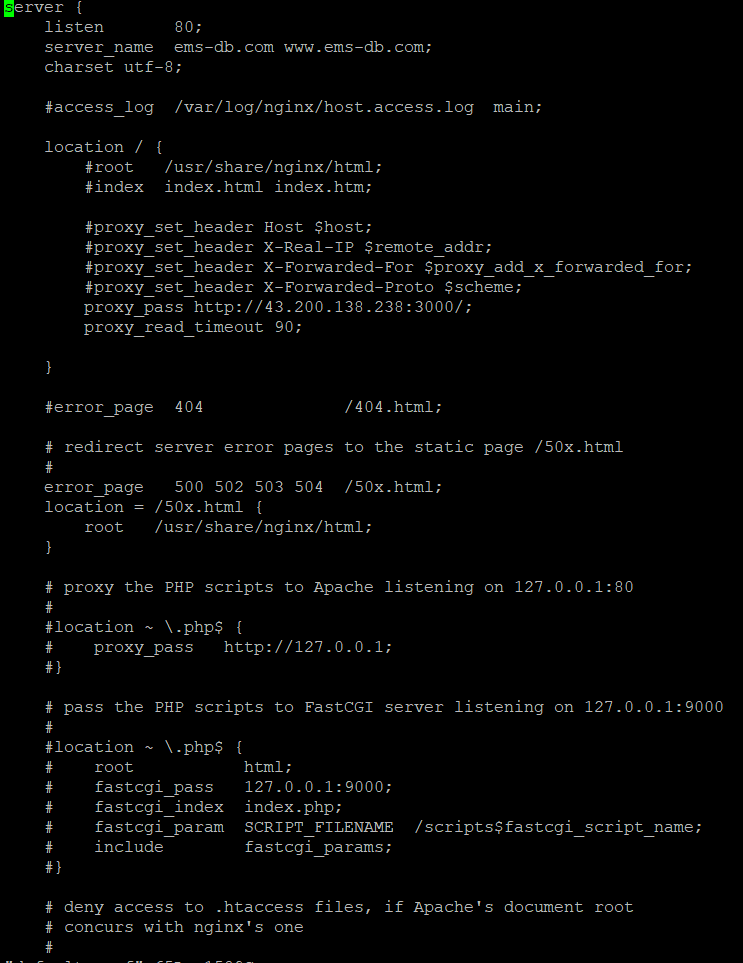 server {
    listen       80;
    server_name  ems-db.com www.ems-db.com;
    charset utf-8;

    #access_log  /var/log/nginx/host.access.log  main;

    location / {
        #root   /usr/share/nginx/html;
        #index  index.html index.htm;

        #proxy_set_header Host $host;
        #proxy_set_header X-Real-IP $remote_addr;
        #proxy_set_header X-Forwarded-For $proxy_add_x_forwarded_for;
        #proxy_set_header X-Forwarded-Proto $scheme;
        proxy_pass http://43.200.138.238:3000/;
        proxy_read_timeout 90;

    }

    #error_page  404              /404.html;

    # redirect server error pages to the static page /50x.html
    #
    error_page   500 502 503 504  /50x.html;
    location = /50x.html {
        root   /usr/share/nginx/html;
    }

    # proxy the PHP scripts to Apache listening on 127.0.0.1:80
    #
    #location ~ \.php$ {
    #    proxy_pass   http://127.0.0.1;
    #}

    # pass the PHP scripts to FastCGI server listening on 127.0.0.1:9000
    #
    #location ~ \.php$ {
    #    root           html;
    #    fastcgi_pass   127.0.0.1:9000;
    #    fastcgi_index  index.php;
    #    fastcgi_param  SCRIPT_FILENAME  /scripts$fastcgi_script_name;
    #    include        fastcgi_params;
    #}

    # deny access to .htaccess files, if Apache's document root
    # concurs with nginx's one
    #